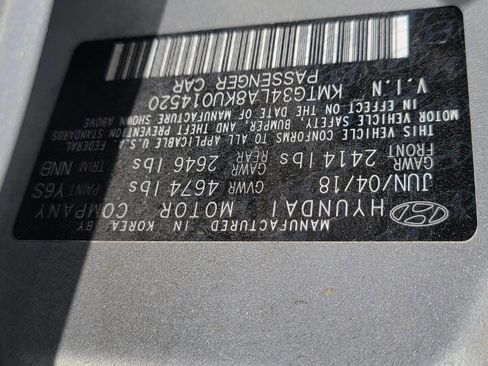 MANUFACTURED IN KOREA BY
HYUNDAI MOTOR COMPANY
JUN/04/18 GVWR 4674 lbs PAINT Y6S
GAWR FRONT 2414 lbs GAWR REAR 2646 lbs TRIM NNB
THIS VEHICLE CONFORMS TO ALL APPLICABLE U.S.A. FEDERAL
MOTOR VEHICLE SAFETY, BUMPER, AND THEFT PREVENTION STANDARDS
IN EFFECT ON THE DATE OF MANUFACTURE SHOWN ABOVE
V.I.N KMTG34LA8KU014520
PASSENGER CAR